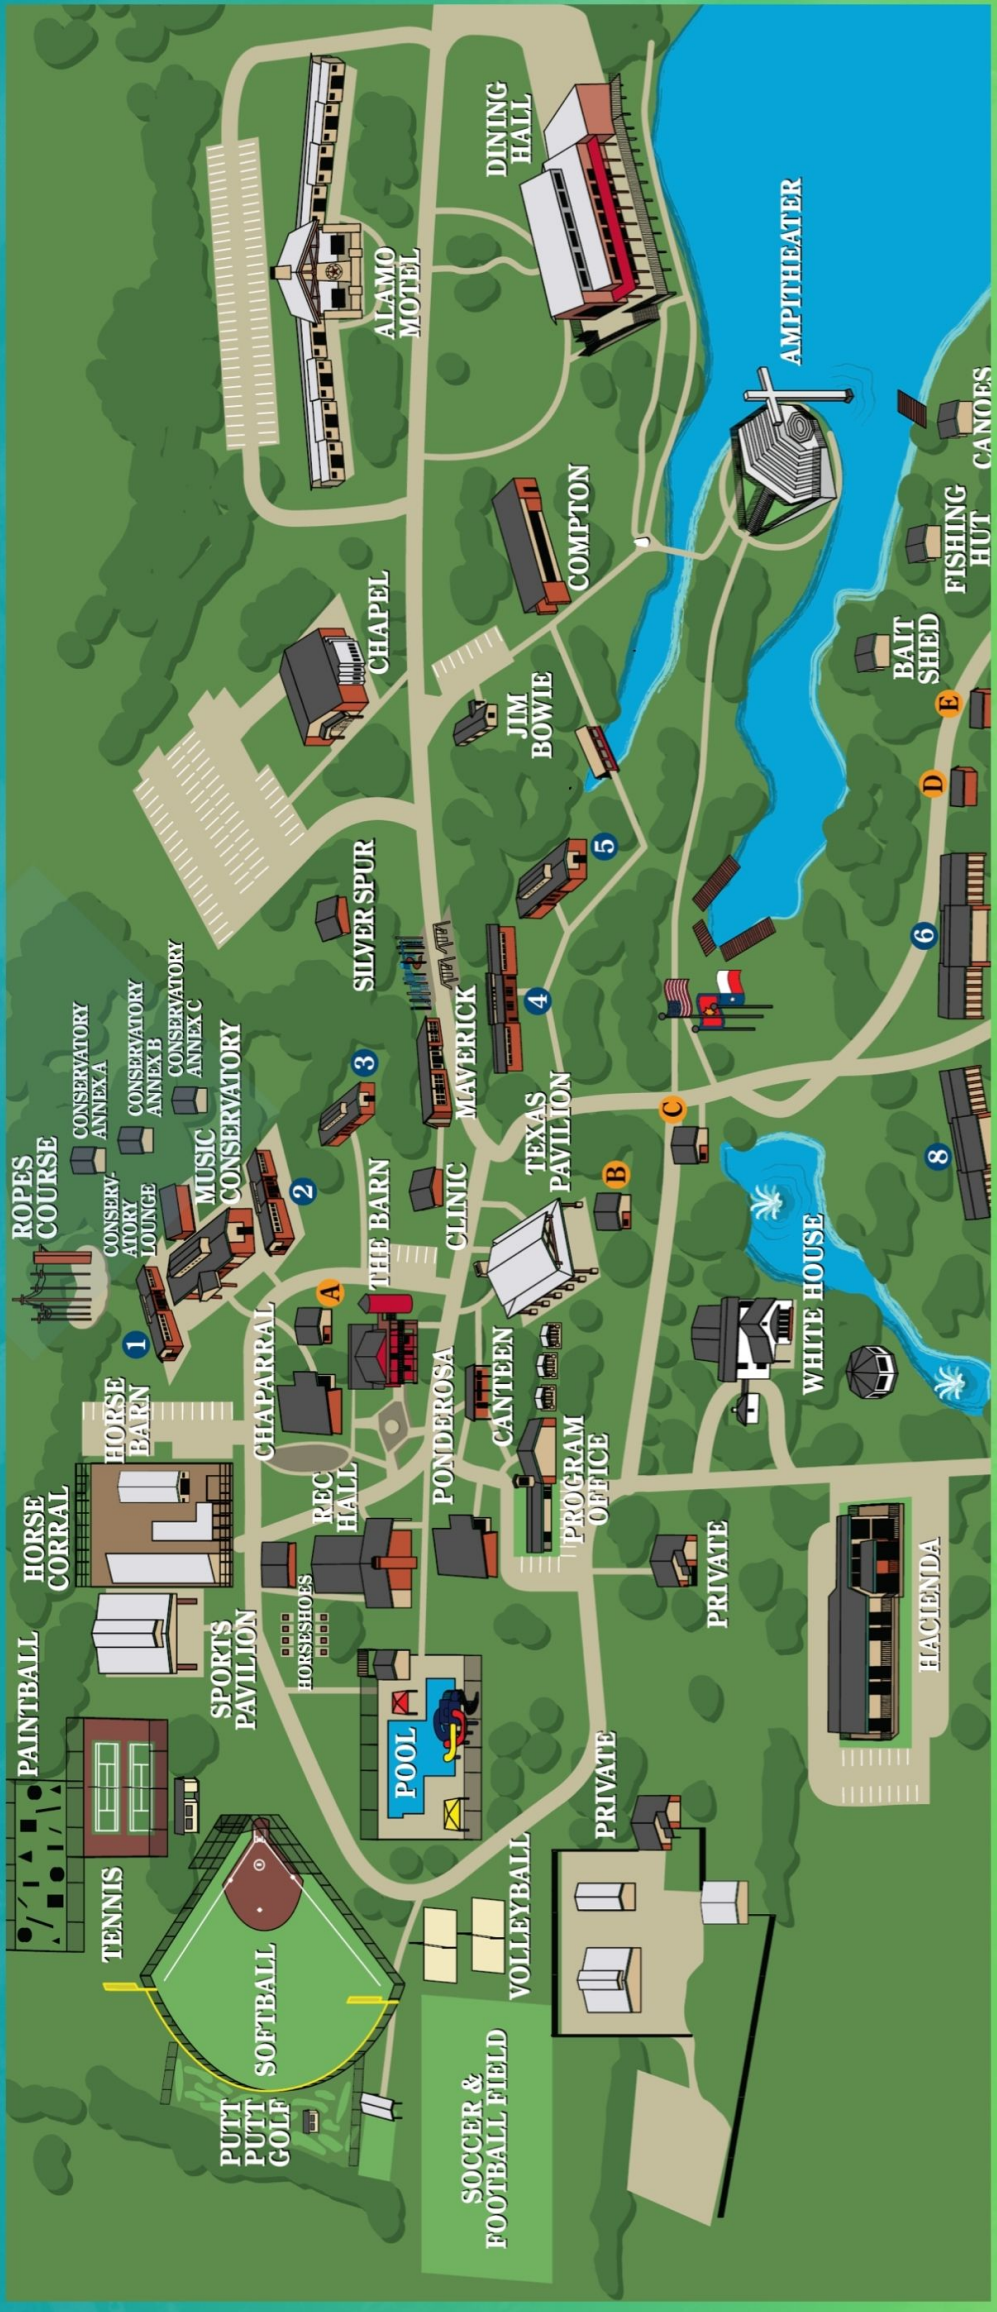 PAINTBALL
HORSE
CORRAL
HORSE
BARN
ROPES
COURSE
CONSERVATORY
ANNEX A
CONSERVATORY
ANNEX B
CONSERVATORY
ANNEX C
CONSERV-
ATORY
LOUNGE
MUSIC
CONSERVATORY
1
2
3
TENNIS
SPORTS
PAVILION
HORSESHOES
REC
HALL
CHAPARRAL
A
THE BARN
SILVER SPUR
CHAPEL
ALAMO
MOTEL
PUTT
PUTT
GOLF
SOFTBALL
POOL
PONDEROSA
CANTEEN
CLINIC
MAVERICK
4
TEXAS
PAVILION
5
JIM
BOWIE
COMPTON
DINING
HALL
SOCCER &
FOOTBALL FIELD
VOLLEYBALL
PRIVATE
PROGRAM
OFFICE
B
C
PRIVATE
WHITE HOUSE
AMPITHEATER
HACIENDA
8
6
D
E
BAIT
SHED
FISHING
HUT
CANOES